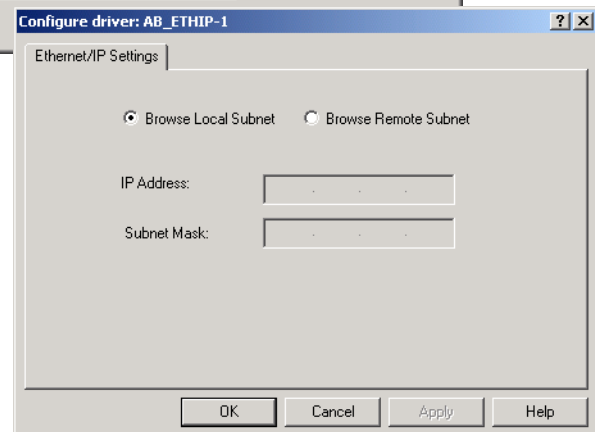 Configure driver: AB_ETHIP-1
Ethernet/IP Settings
Browse Local Subnet Browse Remote Subnet
IP Address:
Subnet Mask:
OK Cancel Apply Help